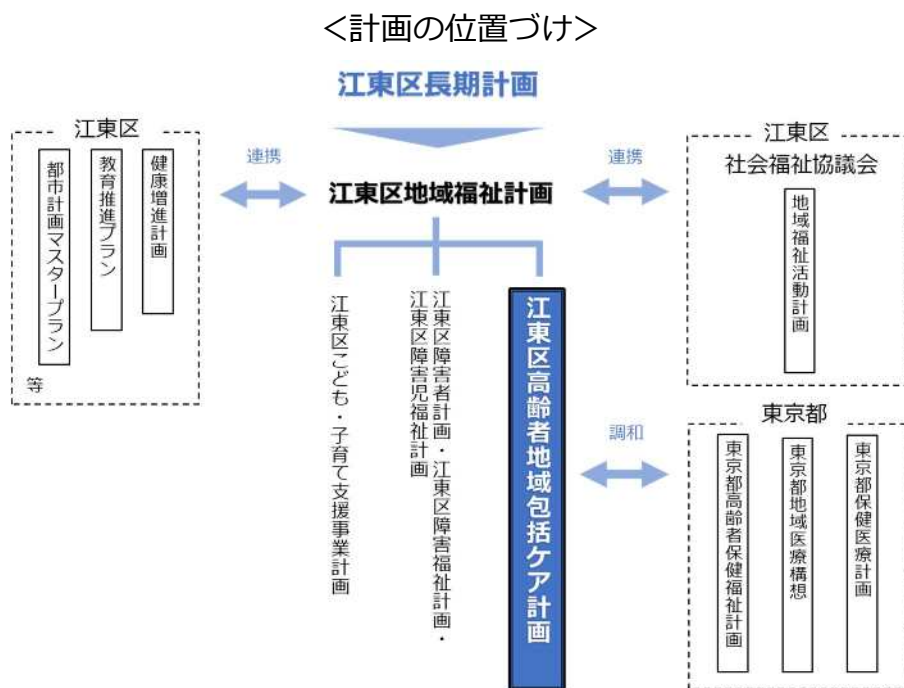 ＜計画の位置づけ＞
江東区長期計画
江東区
都市計画マスタープラン
教育推進プラン
健康増進計画
等
連携
江東区地域福祉計画
連携
江東区
社会福祉協議会
地域福祉活動計画
江東区こども・子育て支援事業計画
江東区障害者計画・江東区障害福祉計画・
江東区障害児福祉計画
江東区高齢者地域包括ケア計画
調和
東京都
東京都高齢者保健福祉計画
東京都地域医療構想
東京都保健医療計画